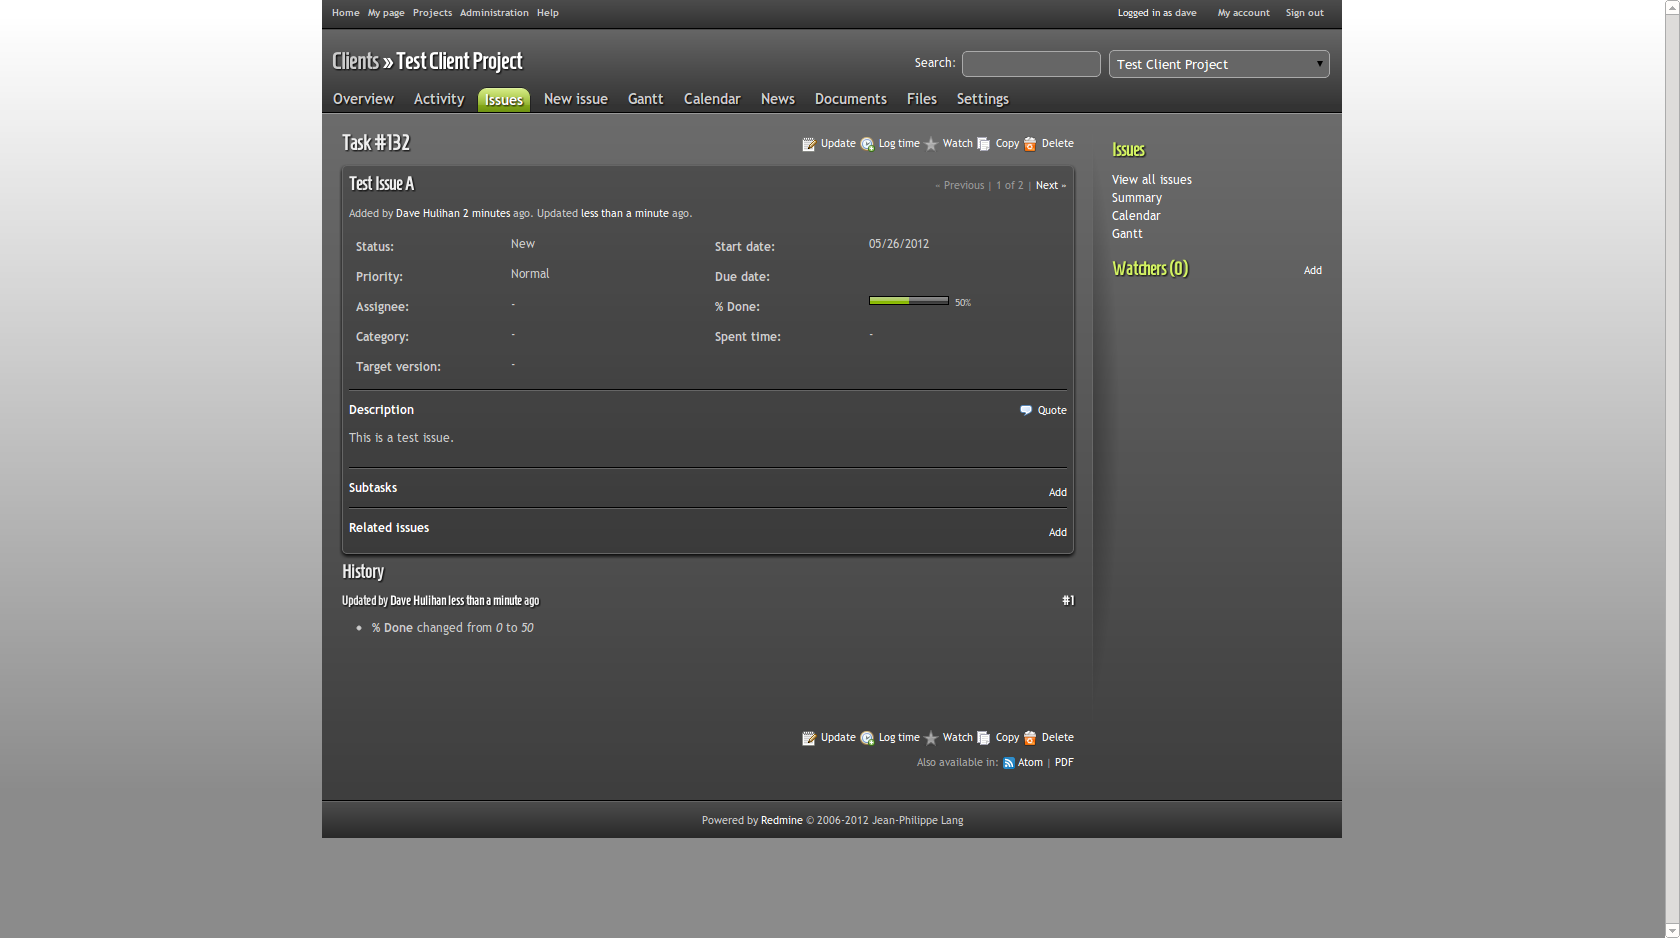 Home My page Projects Administration Help Logged in as dave My account Sign out
Clients » Test Client Project Search: Test Client Project
Overview Activity Issues New issue Gantt Calendar News Documents Files Settings
Task #132 Update Log time Watch Copy Delete
Issues
View all issues
Summary
Calendar
Gantt
Watchers (0) Add
Test Issue A « Previous | 1 of 2 | Next »
Added by Dave Hulihan 2 minutes ago. Updated less than a minute ago.
Status: New Start date: 05/26/2012
Priority: Normal Due date:
Assignee: - % Done: 50%
Category: - Spent time: -
Target version: -
Description Quote
This is a test issue.
Subtasks Add
Related issues Add
History
Updated by Dave Hulihan less than a minute ago #1
• % Done changed from 0 to 50
Update Log time Watch Copy Delete
Also available in: Atom | PDF
Powered by Redmine © 2006-2012 Jean-Philippe Lang